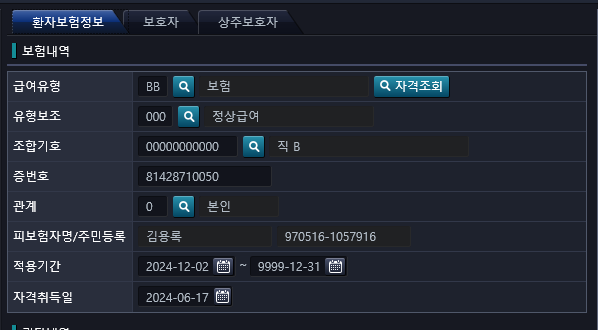 환자보험정보 보호자 상주보호자
보험내역
급여유형 BB 보험 자격조회
유형보조 000 정상급여
조합기호 00000000000 직 B
증번호 81428710050
관계 0 본인
피보험자명/주민등록 김용록 970516-1057916
적용기간 2024-12-02 ~ 9999-12-31
자격취득일 2024-06-17